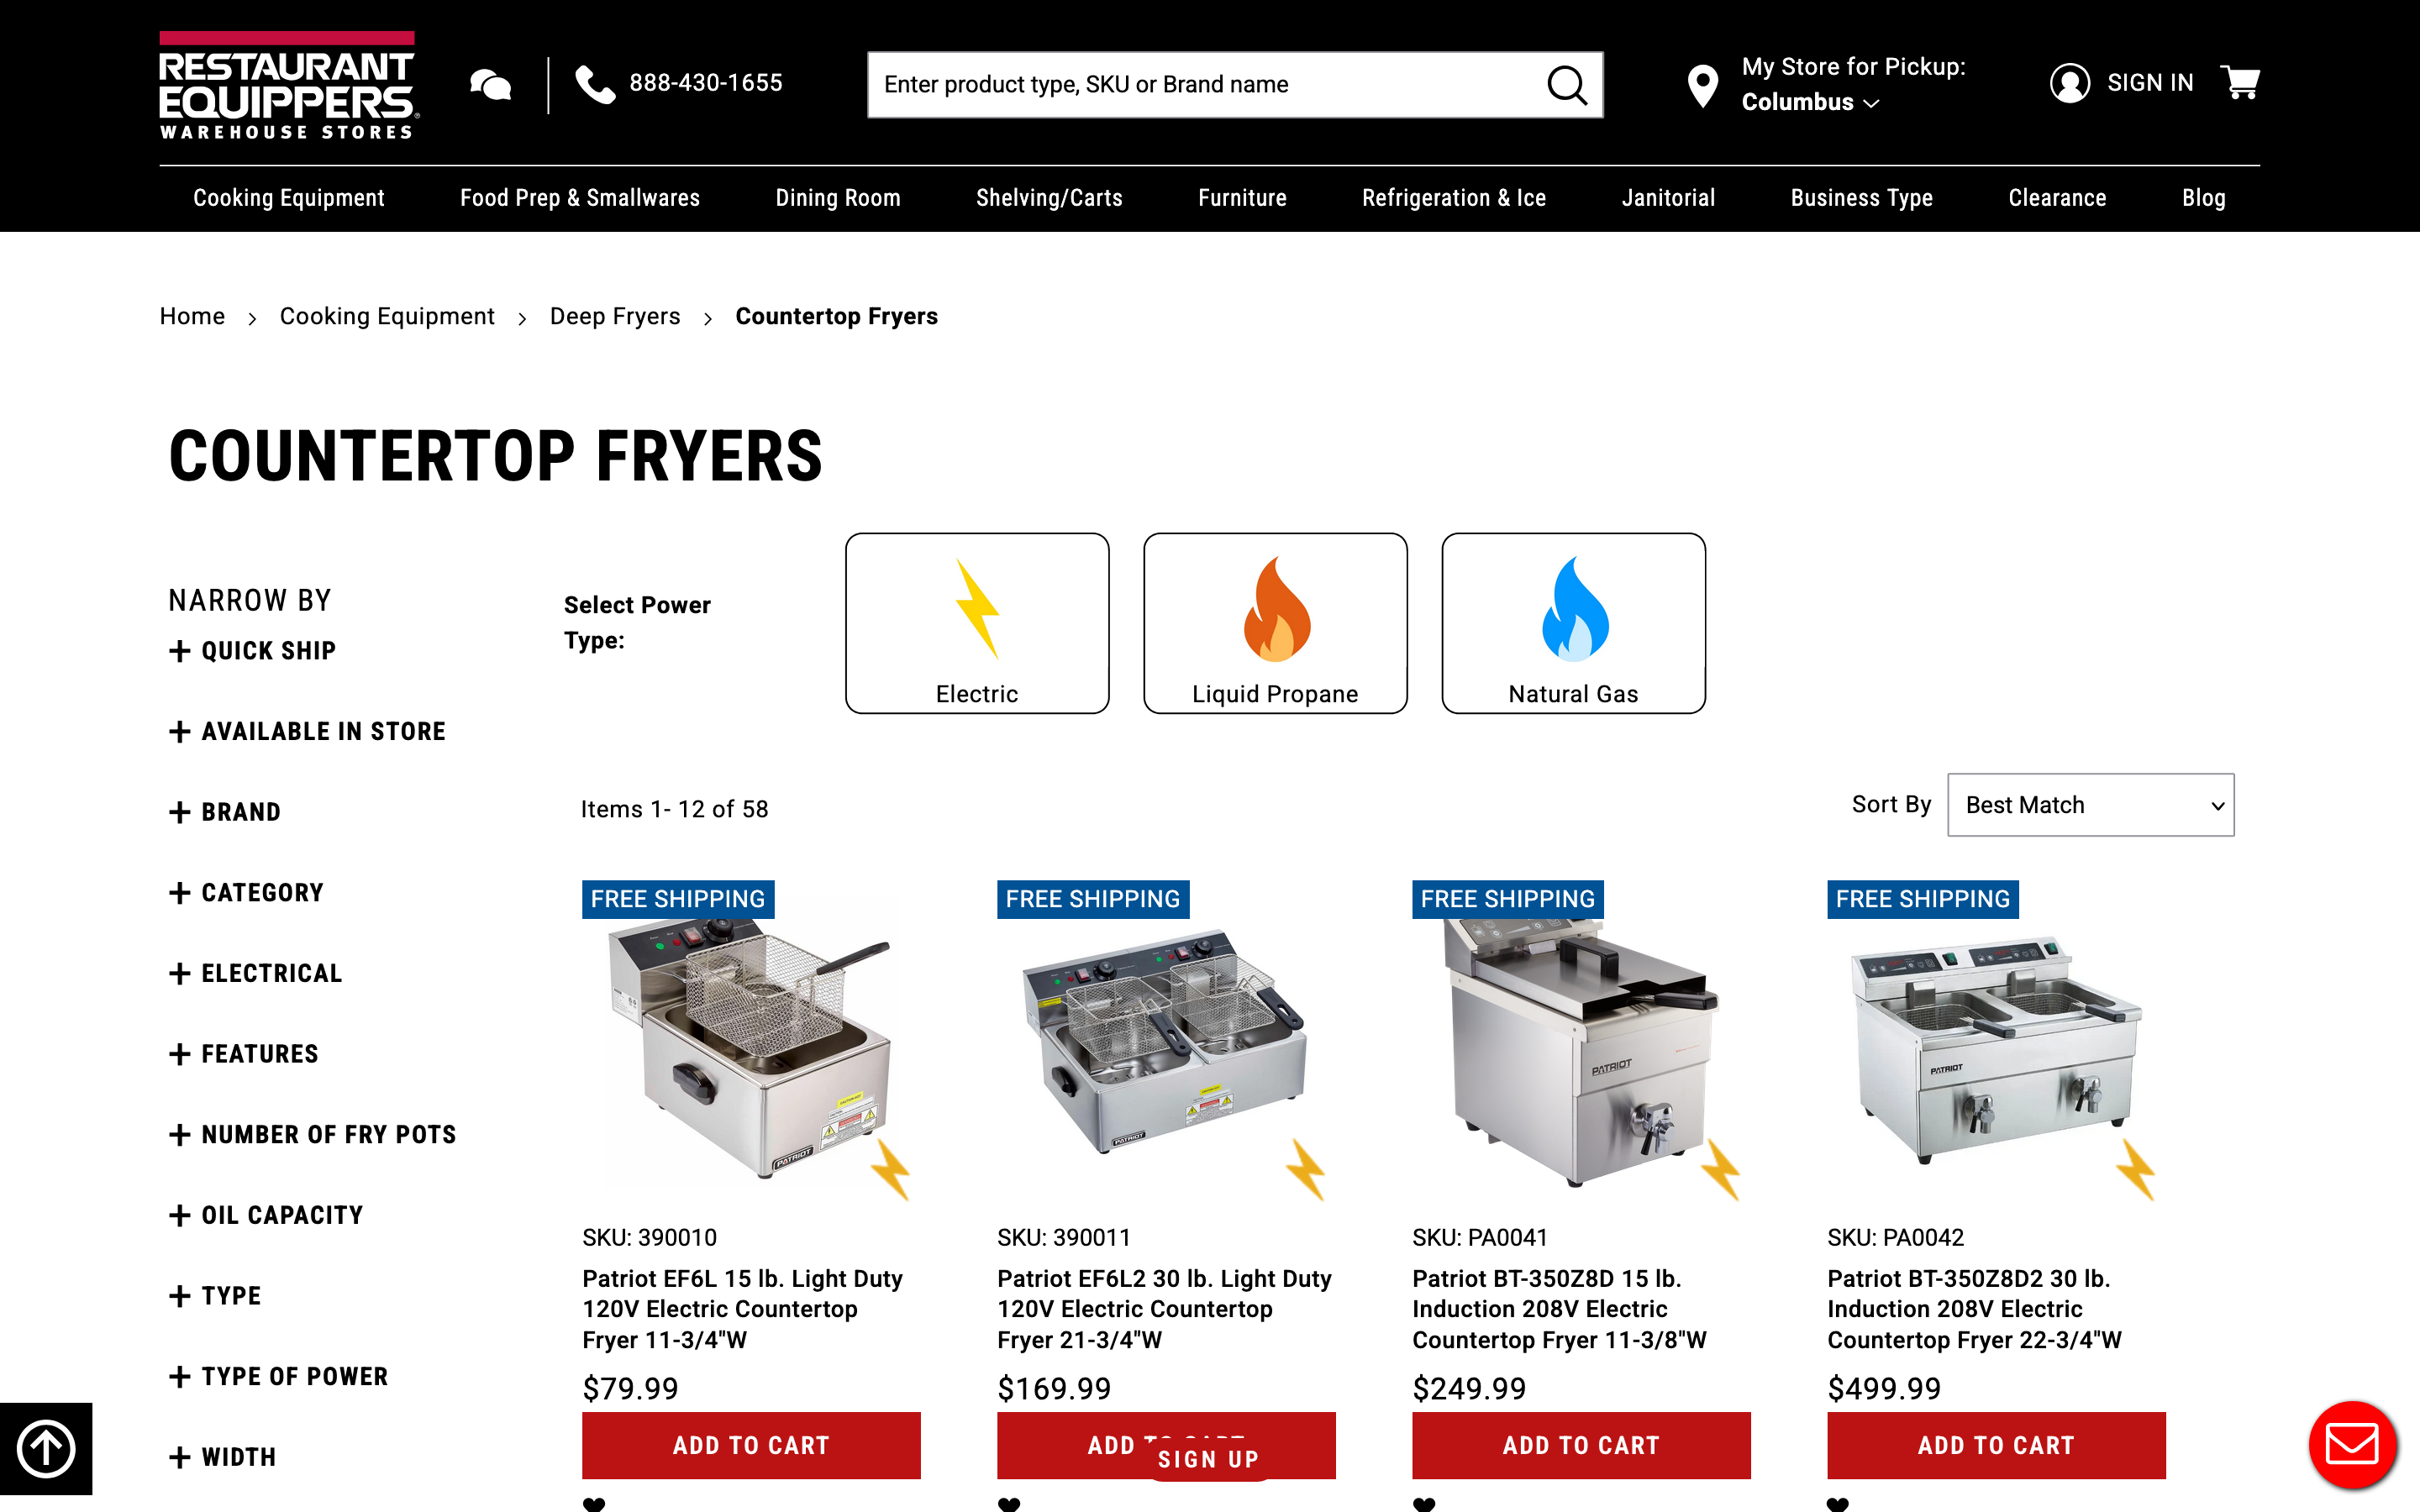 RESTAURANT
EQUIPPERS®
WAREHOUSE STORES
888-430-1655
Enter product type, SKU or Brand name
My Store for Pickup:
Columbus
SIGN IN
Cooking Equipment
Food Prep & Smallwares
Dining Room
Shelving/Carts
Furniture
Refrigeration & Ice
Janitorial
Business Type
Clearance
Blog
Home > Cooking Equipment > Deep Fryers > Countertop Fryers
COUNTERTOP FRYERS
NARROW BY
+ QUICK SHIP
+ AVAILABLE IN STORE
+ BRAND
+ CATEGORY
+ ELECTRICAL
+ FEATURES
+ NUMBER OF FRY POTS
+ OIL CAPACITY
+ TYPE
+ TYPE OF POWER
+ WIDTH
Select Power
Type:
Electric
Liquid Propane
Natural Gas
Items 1- 12 of 58
Sort By
Best Match
FREE SHIPPING
PATRIOT
SKU: 390010
Patriot EF6L 15 lb. Light Duty
120V Electric Countertop
Fryer 11-3/4"W
$79.99
ADD TO CART
FREE SHIPPING
PATRIOT
SKU: 390011
Patriot EF6L2 30 lb. Light Duty
120V Electric Countertop
Fryer 21-3/4"W
$169.99
ADD TO CART
SIGN UP
FREE SHIPPING
PATRIOT
SKU: PA0041
Patriot BT-350Z8D 15 lb.
Induction 208V Electric
Countertop Fryer 11-3/8"W
$249.99
ADD TO CART
FREE SHIPPING
PATRIOT
SKU: PA0042
Patriot BT-350Z8D2 30 lb.
Induction 208V Electric
Countertop Fryer 22-3/4"W
$499.99
ADD TO CART